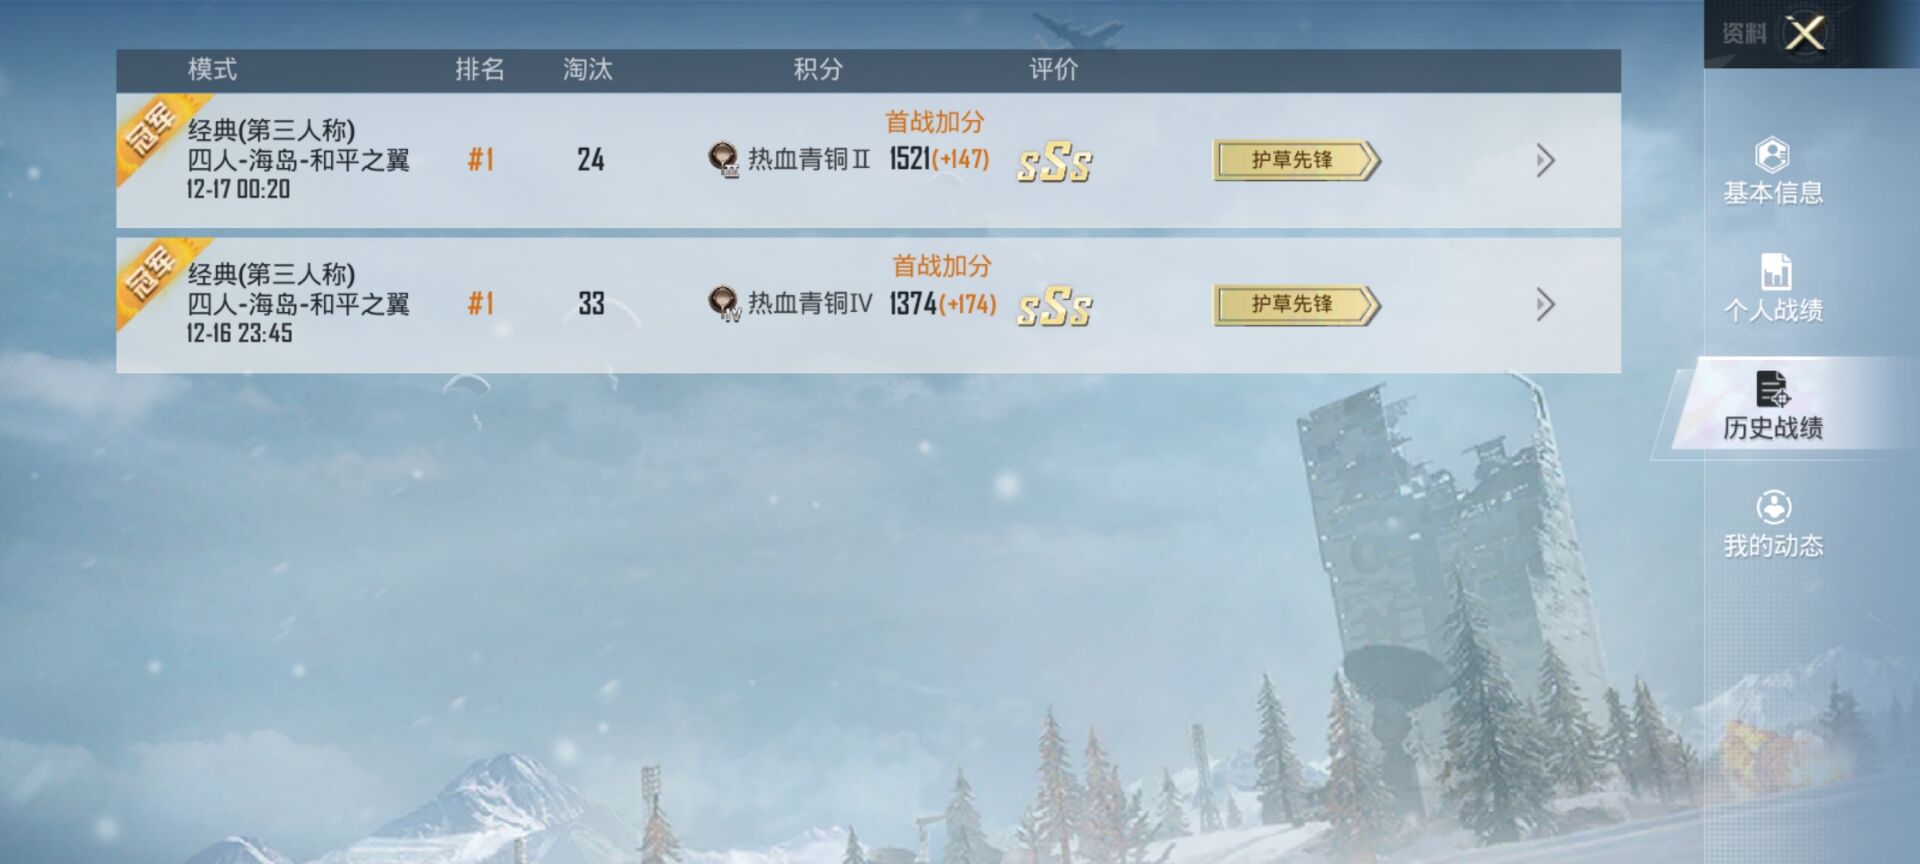 资料
模式 排名 淘汰 积分 评价
冠军
经典(第三人称)
四人-海岛-和平之翼
12-17 00:20
#1
24
热血青铜II
首战加分
1521(+147)
sSs
护草先锋
冠军
经典(第三人称)
四人-海岛-和平之翼
12-16 23:45
#1
33
热血青铜IV
首战加分
1374(+174)
sSs
护草先锋
基本信息
个人战绩
历史战绩
我的动态